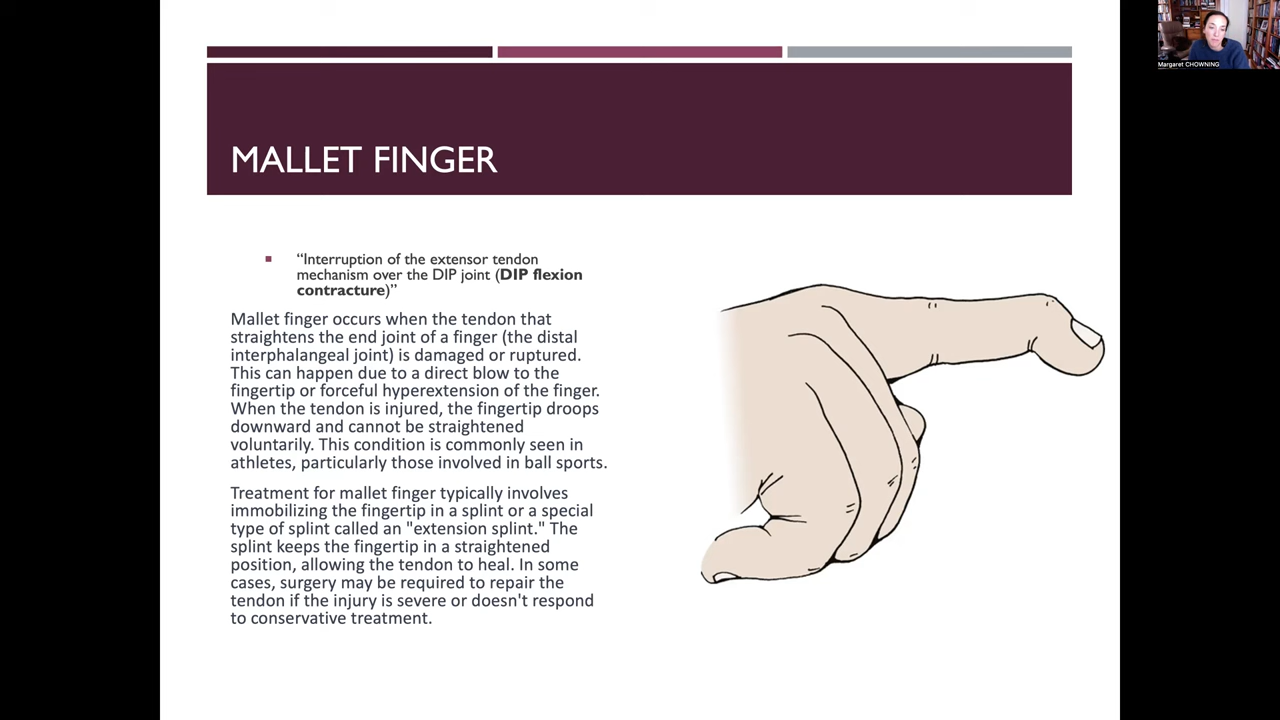 Margaret CHOWNING
MALLET FINGER
▪ “Interruption of the extensor tendon
mechanism over the DIP joint (DIP flexion
contracture)”
Mallet finger occurs when the tendon that
straightens the end joint of a finger (the distal
interphalangeal joint) is damaged or ruptured.
This can happen due to a direct blow to the
fingertip or forceful hyperextension of the finger.
When the tendon is injured, the fingertip droops
downward and cannot be straightened
voluntarily. This condition is commonly seen in
athletes, particularly those involved in ball sports.
Treatment for mallet finger typically involves
immobilizing the fingertip in a splint or a special
type of splint called an "extension splint." The
splint keeps the fingertip in a straightened
position, allowing the tendon to heal. In some
cases, surgery may be required to repair the
tendon if the injury is severe or doesn't respond
to conservative treatment.